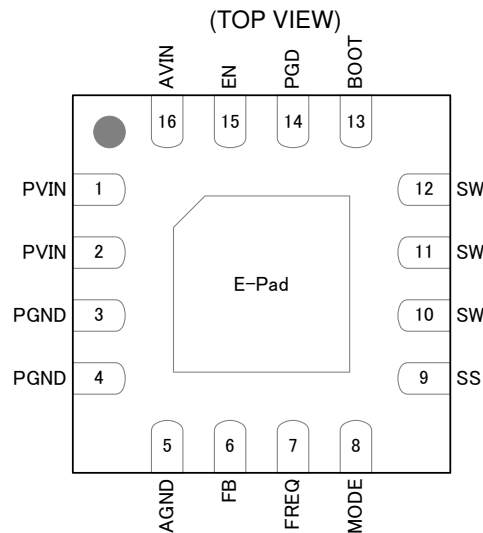 (TOP VIEW)
AVIN EN PGD BOOT
16 15 14 13
PVIN 1 12 SW
PVIN 2 11 SW
E-Pad
PGND 3 10 SW
PGND 4 9 SS
5 6 7 8
AGND FB FREQ MODE